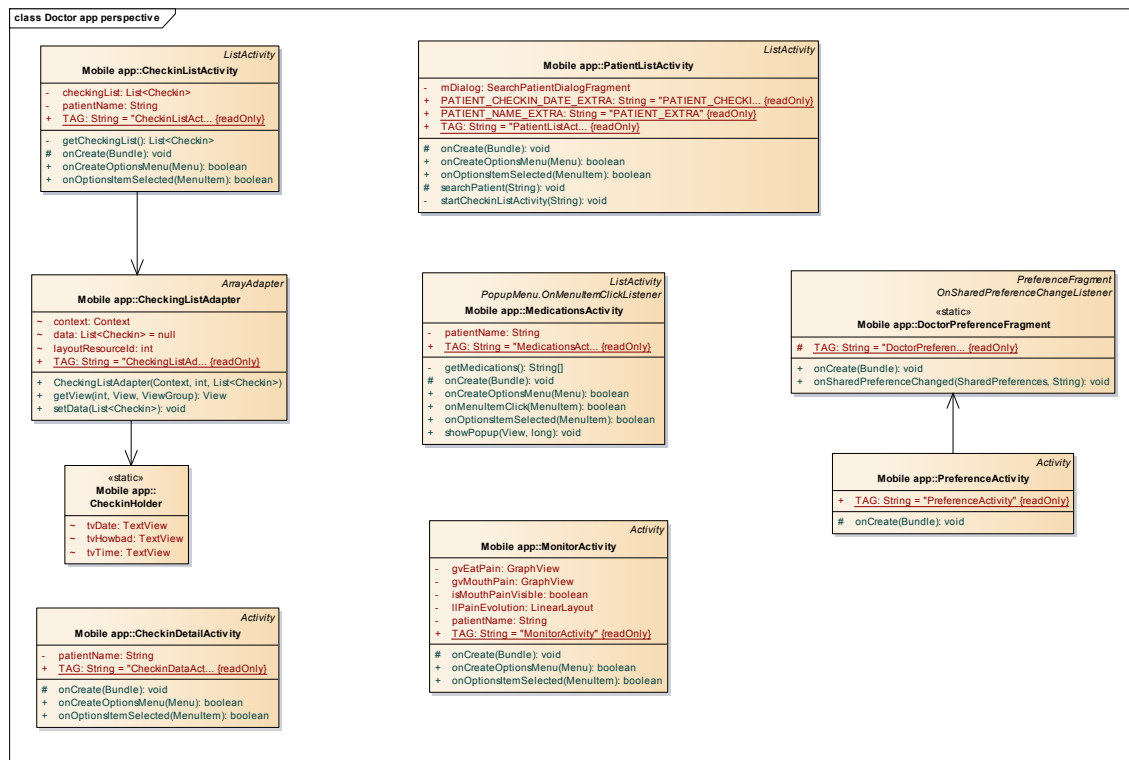 class Doctor app perspective
ListActivity
Mobile app::CheckinListActivity
- checkingList: List<Checkin>
- patientName: String
+ TAG: String = "CheckinListAct... {readOnly}
- getCheckingList(): List<Checkin>
# onCreate(Bundle): void
+ onCreateOptionsMenu(Menu): boolean
+ onOptionsItemSelected(MenuItem): boolean
ListActivity
Mobile app::PatientListActivity
- mDialog: SearchPatientDialogFragment
+ PATIENT_CHECKIN_DATE_EXTRA: String = "PATIENT_CHECKI... {readOnly}
+ PATIENT_NAME_EXTRA: String = "PATIENT_EXTRA" {readOnly}
+ TAG: String = "PatientListAct... {readOnly}
# onCreate(Bundle): void
+ onCreateOptionsMenu(Menu): boolean
+ onOptionsItemSelected(MenuItem): boolean
# searchPatient(String): void
- startCheckinListActivity(String): void
ArrayAdapter
Mobile app::CheckingListAdapter
~ context: Context
~ data: List<Checkin> = null
~ layoutResourceId: int
+ TAG: String = "CheckingListAd... {readOnly}
+ CheckingListAdapter(Context, int, List<Checkin>)
+ getView(int, View, ViewGroup): View
+ setData(List<Checkin>): void
ListActivity
PopupMenu.OnMenuItemClickListener
Mobile app::MedicationsActivity
- patientName: String
+ TAG: String = "MedicationsAct... {readOnly}
- getMedications(): String[]
# onCreate(Bundle): void
+ onCreateOptionsMenu(Menu): boolean
+ onMenuItemClick(MenuItem): boolean
+ onOptionsItemSelected(MenuItem): boolean
+ showPopup(View, long): void
PreferenceFragment
OnSharedPreferenceChangeListener
«static»
Mobile app::DoctorPreferenceFragment
# TAG: String = "DoctorPreferen... {readOnly}
+ onCreate(Bundle): void
+ onSharedPreferenceChanged(SharedPreferences, String): void
«static»
Mobile app::
CheckinHolder
~ tvDate: TextView
~ tvHowbad: TextView
~ tvTime: TextView
Activity
Mobile app::PreferenceActivity
+ TAG: String = "PreferenceActivity" {readOnly}
# onCreate(Bundle): void
Activity
Mobile app::MonitorActivity
- gvEatPain: GraphView
- gvMouthPain: GraphView
- isMouthPainVisible: boolean
- llPainEvolution: LinearLayout
- patientName: String
+ TAG: String = "MonitorActivity" {readOnly}
# onCreate(Bundle): void
+ onCreateOptionsMenu(Menu): boolean
+ onOptionsItemSelected(MenuItem): boolean
Activity
Mobile app::CheckinDetailActivity
- patientName: String
+ TAG: String = "CheckinDataAct... {readOnly}
# onCreate(Bundle): void
+ onCreateOptionsMenu(Menu): boolean
+ onOptionsItemSelected(MenuItem): boolean